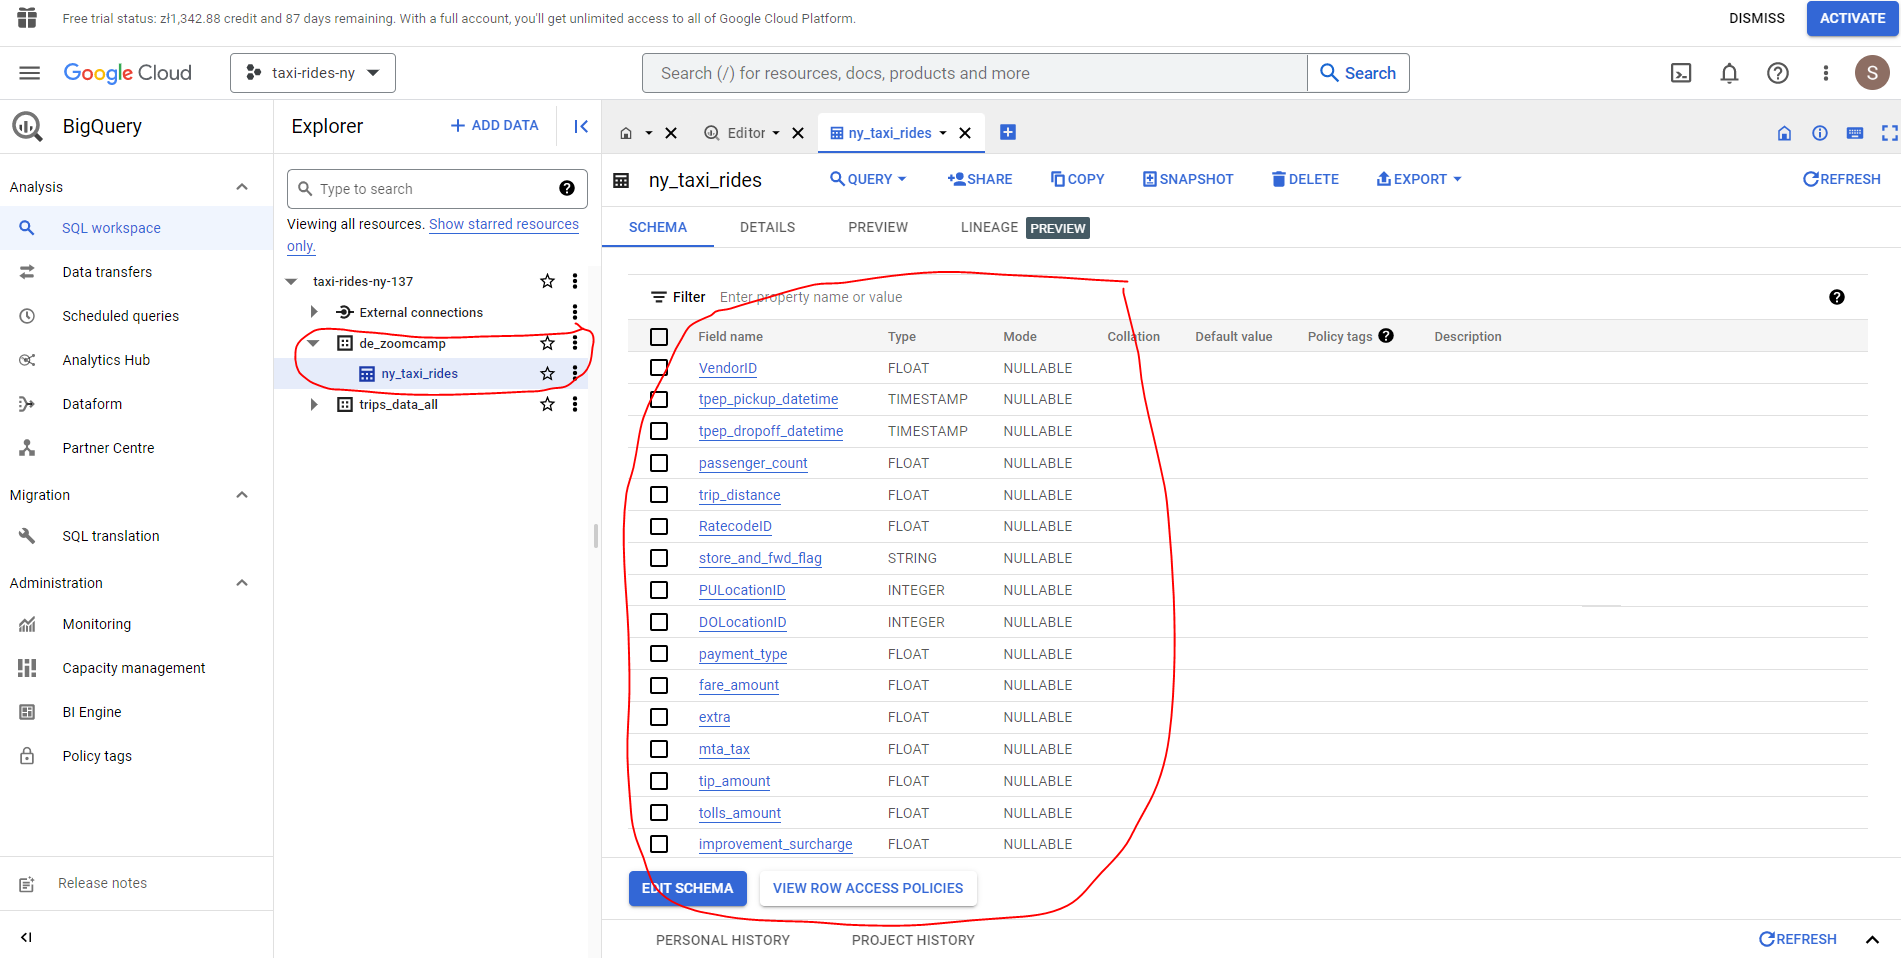 Free trial status: zł1,342.88 credit and 87 days remaining. With a full account, you'll get unlimited access to all of Google Cloud Platform.
DISMISS
ACTIVATE
Google Cloud
taxi-rides-ny
Search (/) for resources, docs, products and more
Search
S
BigQuery
Analysis
SQL workspace
Data transfers
Scheduled queries
Analytics Hub
Dataform
Partner Centre
Migration
SQL translation
Administration
Monitoring
Capacity management
BI Engine
Policy tags
Release notes
Explorer
ADD DATA
Type to search
Viewing all resources. Show starred resources
only.
taxi-rides-ny-137
External connections
de_zoomcamp
ny_taxi_rides
trips_data_all
Editor
ny_taxi_rides
ny_taxi_rides
QUERY
SHARE
COPY
SNAPSHOT
DELETE
EXPORT
REFRESH
SCHEMA
DETAILS
PREVIEW
LINEAGE
PREVIEW
Filter Enter property name or value
Field name Type Mode Collation Default value Policy tags Description
VendorID FLOAT NULLABLE
tpep_pickup_datetime TIMESTAMP NULLABLE
tpep_dropoff_datetime TIMESTAMP NULLABLE
passenger_count FLOAT NULLABLE
trip_distance FLOAT NULLABLE
RatecodeID FLOAT NULLABLE
store_and_fwd_flag STRING NULLABLE
PULocationID INTEGER NULLABLE
DOLocationID INTEGER NULLABLE
payment_type FLOAT NULLABLE
fare_amount FLOAT NULLABLE
extra FLOAT NULLABLE
mta_tax FLOAT NULLABLE
tip_amount FLOAT NULLABLE
tolls_amount FLOAT NULLABLE
improvement_surcharge FLOAT NULLABLE
EDIT SCHEMA
VIEW ROW ACCESS POLICIES
PERSONAL HISTORY
PROJECT HISTORY
REFRESH